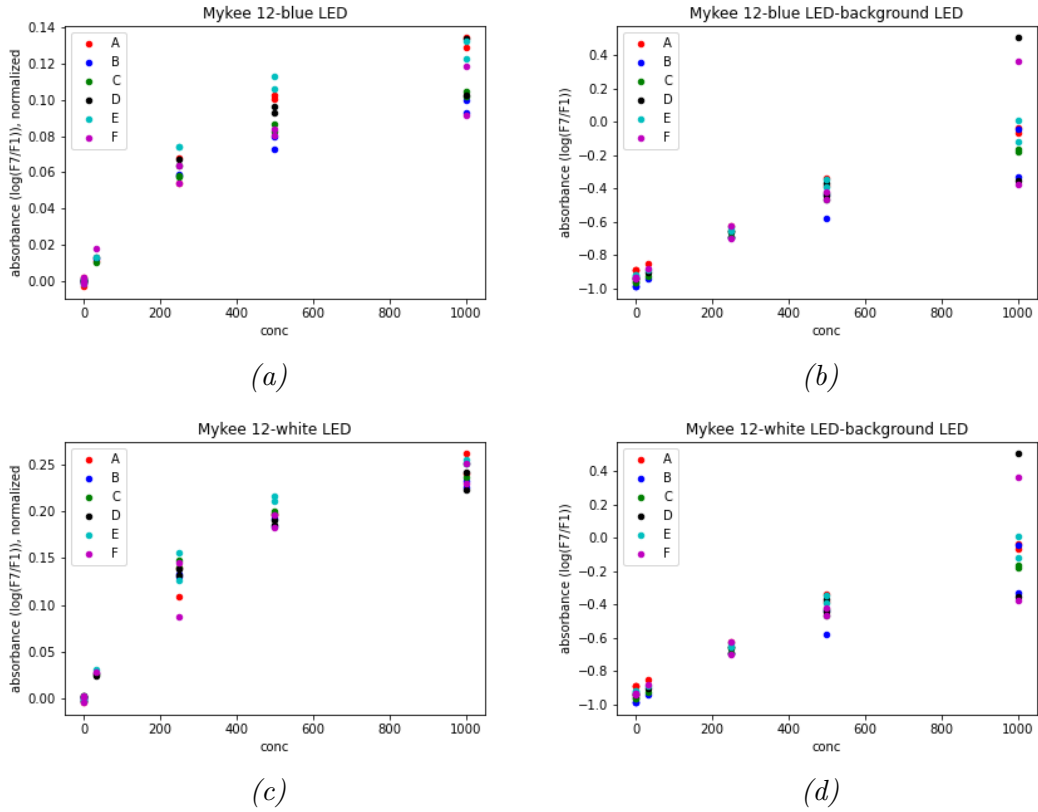 Mykee 12-blue LED
absorbance (log(F7/F1)), normalized
0.14
0.12
0.10
0.08
0.06
0.04
0.02
0.00
A
B
C
D
E
F
0 200 400 600 800 1000
conc
(a)
Mykee 12-blue LED-background LED
absorbance (log(F7/F1))
0.4
0.2
0.0
−0.2
−0.4
−0.6
−0.8
−1.0
A
B
C
D
E
F
0 200 400 600 800 1000
conc
(b)
Mykee 12-white LED
absorbance (log(F7/F1)), normalized
0.25
0.20
0.15
0.10
0.05
0.00
A
B
C
D
E
F
0 200 400 600 800 1000
conc
(c)
Mykee 12-white LED-background LED
absorbance (log(F7/F1))
0.4
0.2
0.0
−0.2
−0.4
−0.6
−0.8
−1.0
A
B
C
D
E
F
0 200 400 600 800 1000
conc
(d)